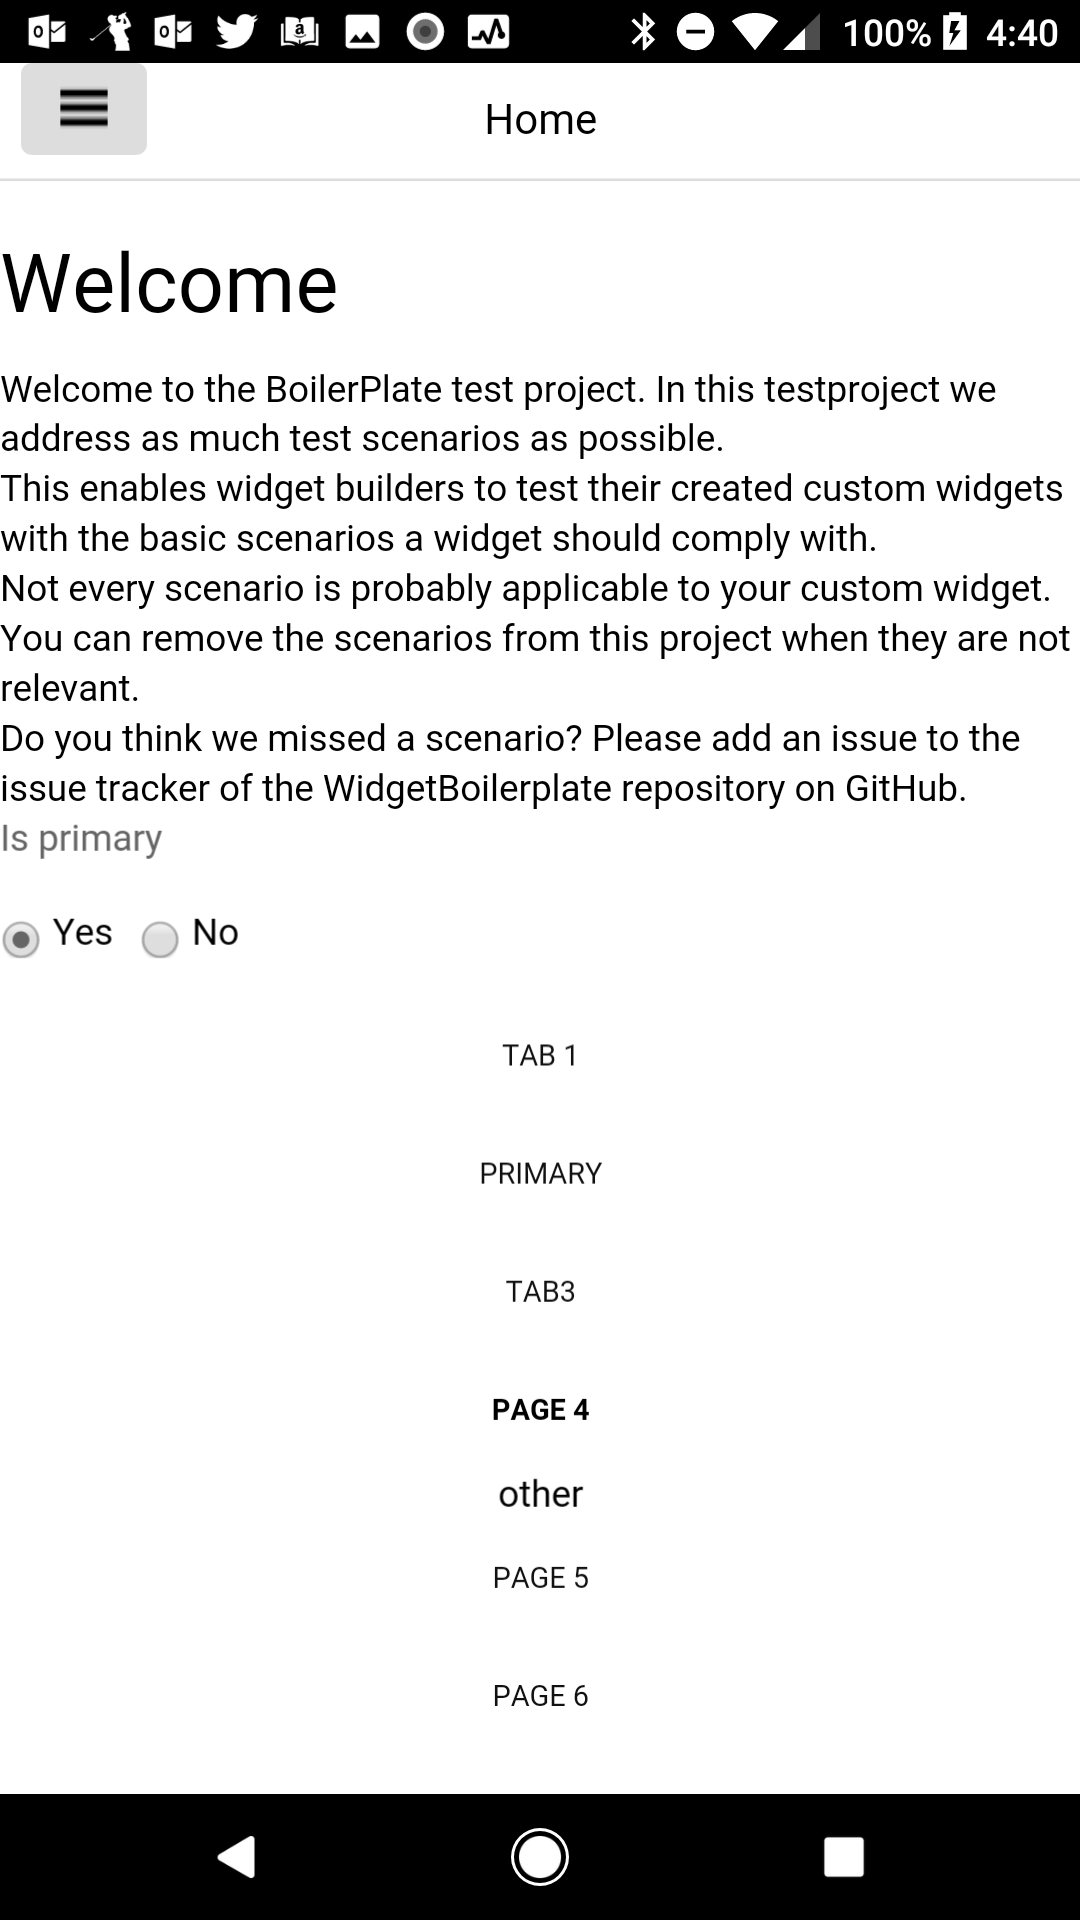 100% 4:40
Home
Welcome
Welcome to the BoilerPlate test project. In this testproject we
address as much test scenarios as possible.
This enables widget builders to test their created custom widgets
with the basic scenarios a widget should comply with.
Not every scenario is probably applicable to your custom widget.
You can remove the scenarios from this project when they are not
relevant.
Do you think we missed a scenario? Please add an issue to the
issue tracker of the WidgetBoilerplate repository on GitHub.
Is primary
Yes No
TAB 1
PRIMARY
TAB3
PAGE 4
other
PAGE 5
PAGE 6